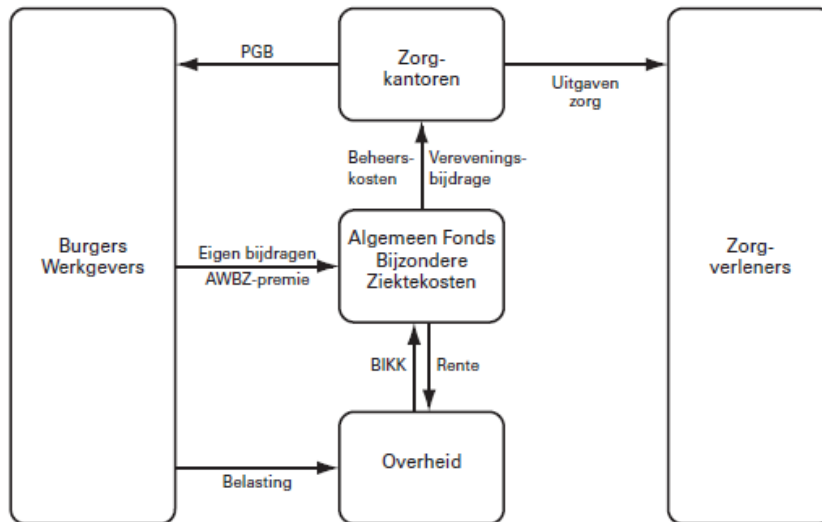 PGB
Zorg-
kantoren
Uitgaven
zorg
Beheers-
kosten
Verevenings-
bijdrage
Burgers
Werkgevers
Eigen bijdragen
AWBZ-premie
Algemeen Fonds
Bijzondere
Ziektekosten
Zorg-
verleners
BIKK
Rente
Overheid
Belasting